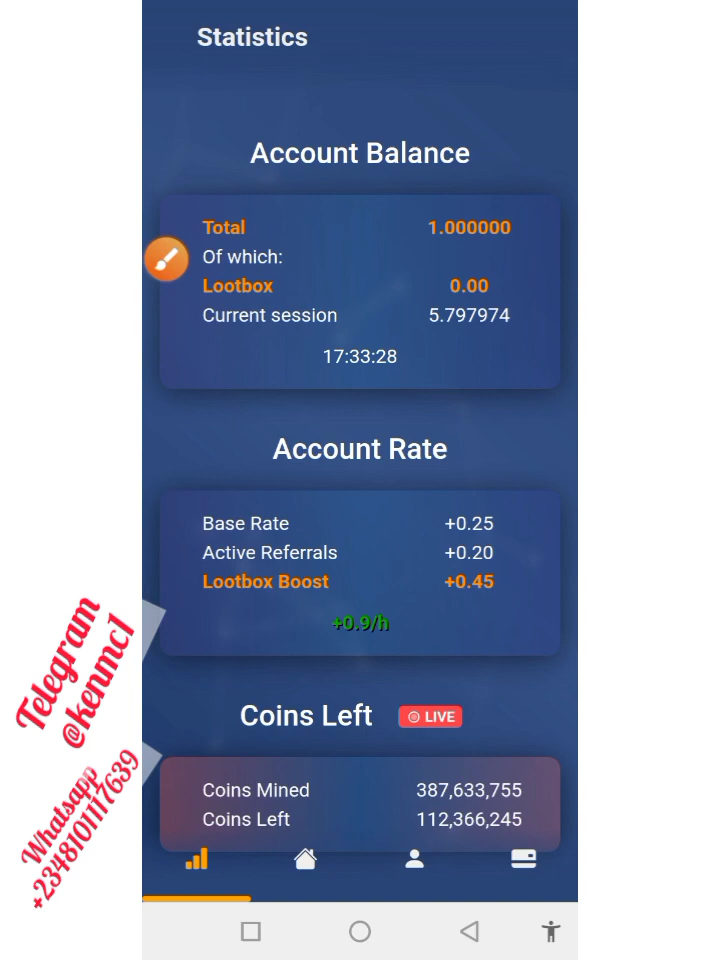 Statistics
Account Balance
Total 1.000000
Of which:
Lootbox 0.00
Current session 5.797974
17:33:28
Account Rate
Base Rate +0.25
Active Referrals +0.20
Lootbox Boost +0.45
+0.9/h
Coins Left LIVE
Coins Mined 387,633,755
Coins Left 112,366,245
Telegram
@kenmcl
Whatsapp
+2348101117639